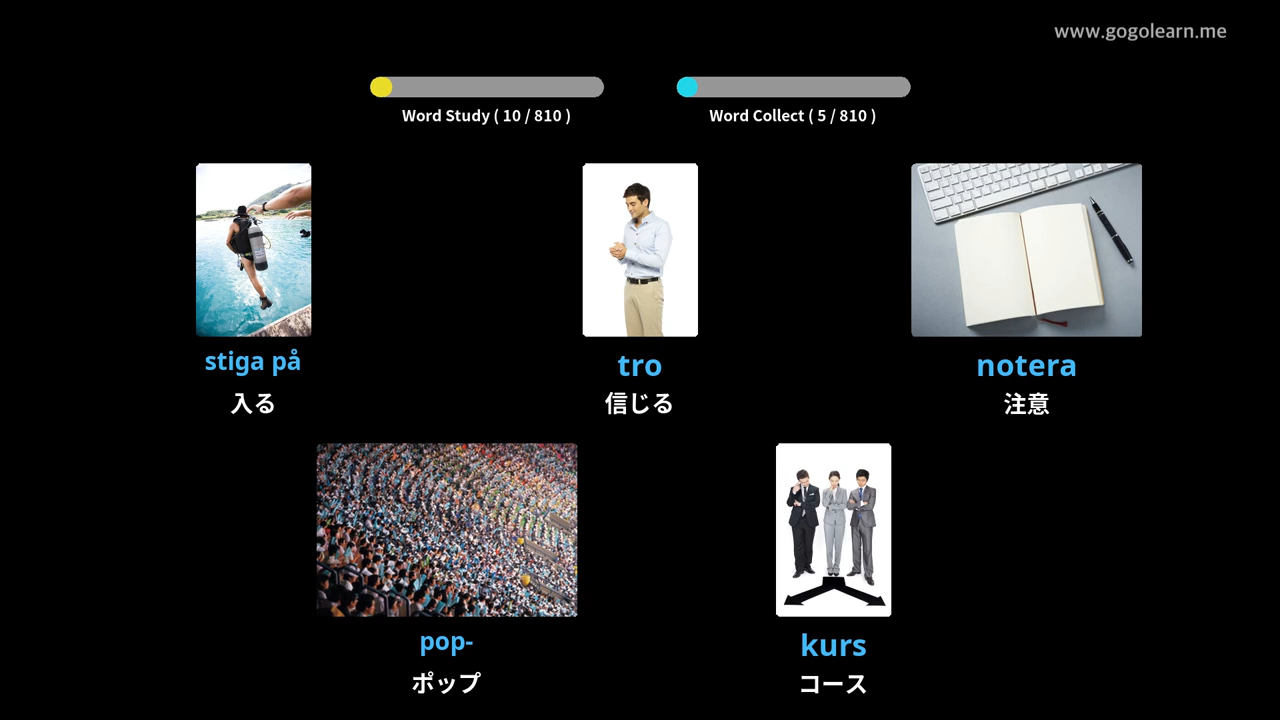 www.gogolearn.me
Word Study ( 10 / 810 )
Word Collect ( 5 / 810 )
stiga på
入る
tro
信じる
notera
注意
pop-
ポップ
kurs
コース